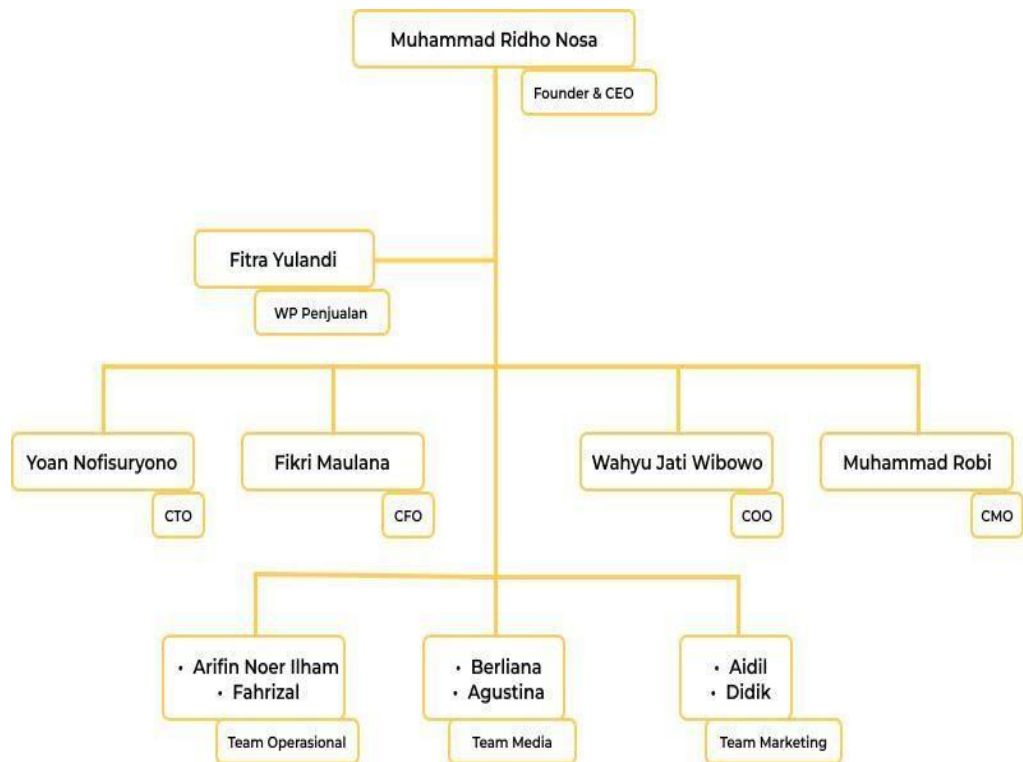 Muhammad Ridho Nosa
Founder & CEO
Fitra Yulandi
WP Penjualan
Yoan Nofisuryono
CTO
Fikri Maulana
CFO
Wahyu Jati Wibowo
COO
Muhammad Robi
CMO
• Arifin Noer Ilham
• Fahrizal
Team Operasional
• Berliana
• Agustina
Team Media
• Aidil
• Didik
Team Marketing